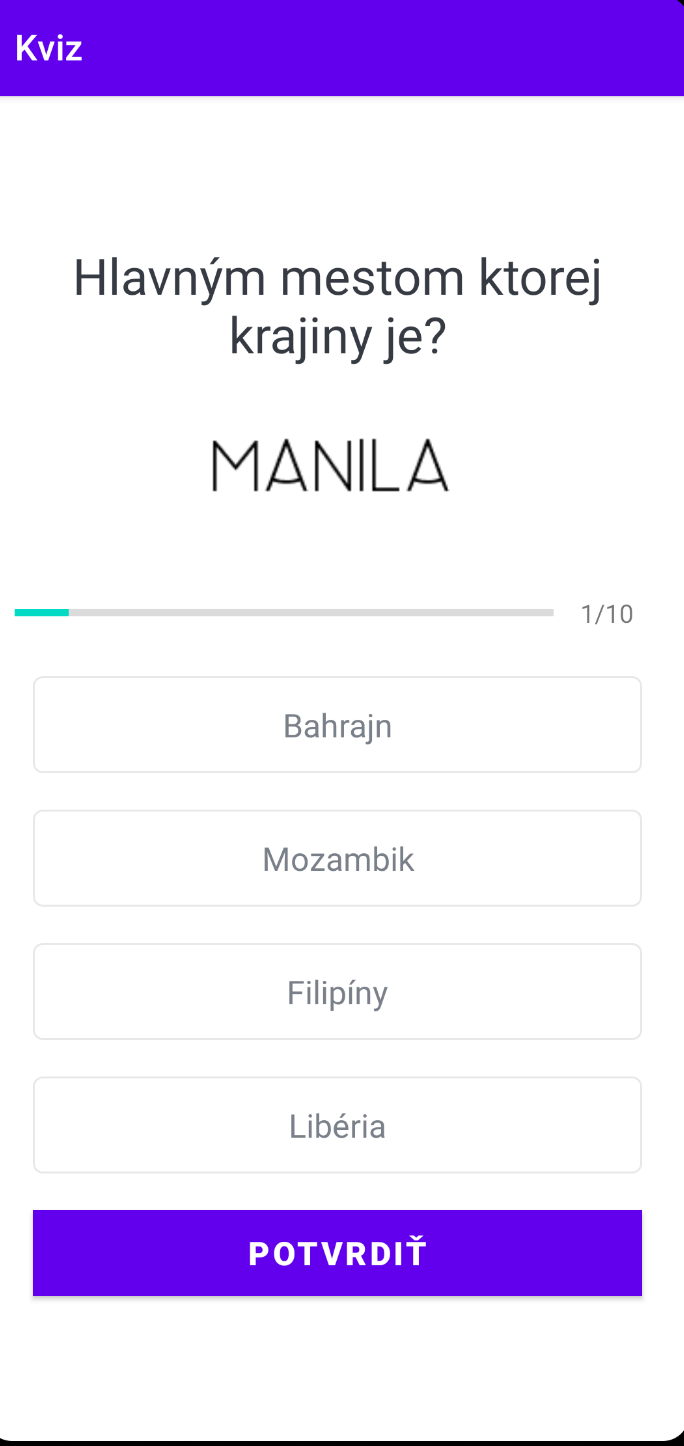 Kviz
Hlavným mestom ktorej
krajiny je?
MANILA
1/10
Bahrajn
Mozambik
Filipíny
Libéria
POTVRDIŤ